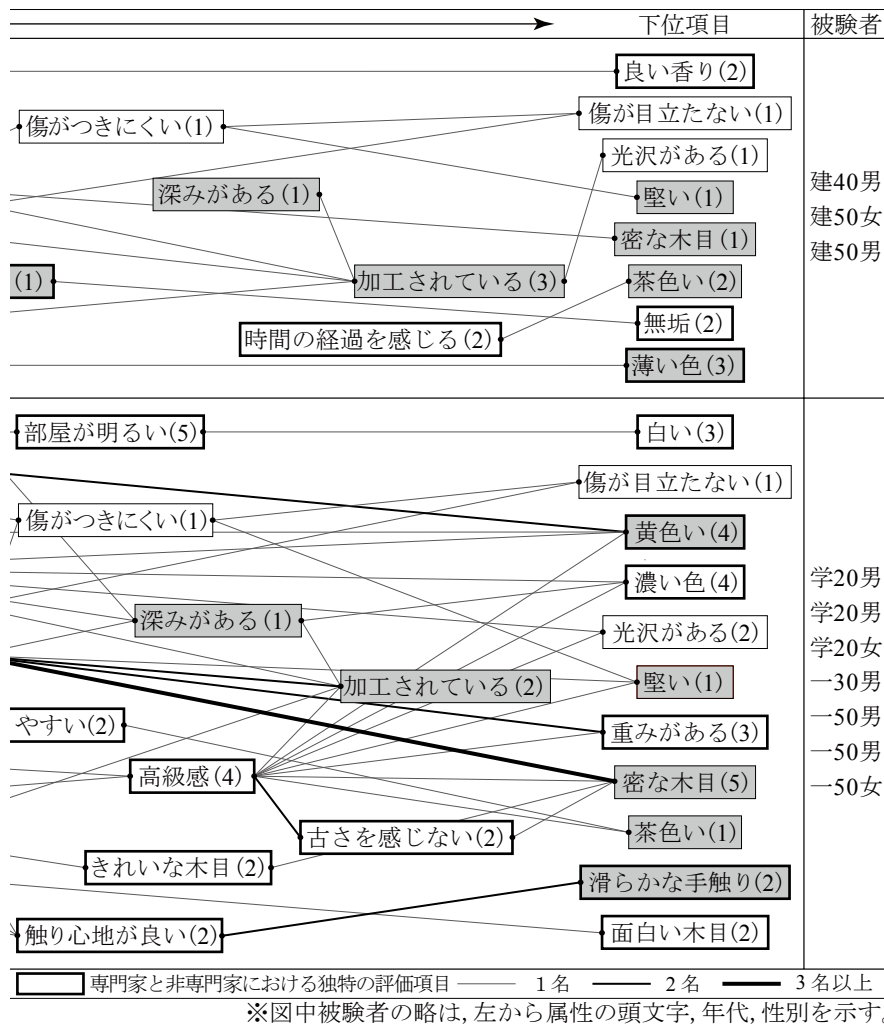 下位項目 被験者
良い香り(2)
傷がつきにくい(1) 傷が目立たない(1)
光沢がある(1)
深みがある(1) 堅い(1) 建40男
密な木目(1) 建50女
(1) 加工されている(3) 茶色い(2) 建50男
時間の経過を感じる(2) 無垢(2)
薄い色(3)
部屋が明るい(5) 白い(3)
傷が目立たない(1)
傷がつきにくい(1) 黄色い(4)
濃い色(4) 学20男
深みがある(1) 光沢がある(2) 学20男
学20女
加工されている(2) 堅い(1) 一30男
やすい(2) 重みがある(3) 一50男
高級感(4) 密な木目(5) 一50男
一50女
古さを感じない(2) 茶色い(1)
きれいな木目(2) 滑らかな手触り(2)
触り心地が良い(2) 面白い木目(2)
専門家と非専門家における独特の評価項目 1名 2名 3名以上
※図中被験者の略は,左から属性の頭文字,年代,性別を示す。